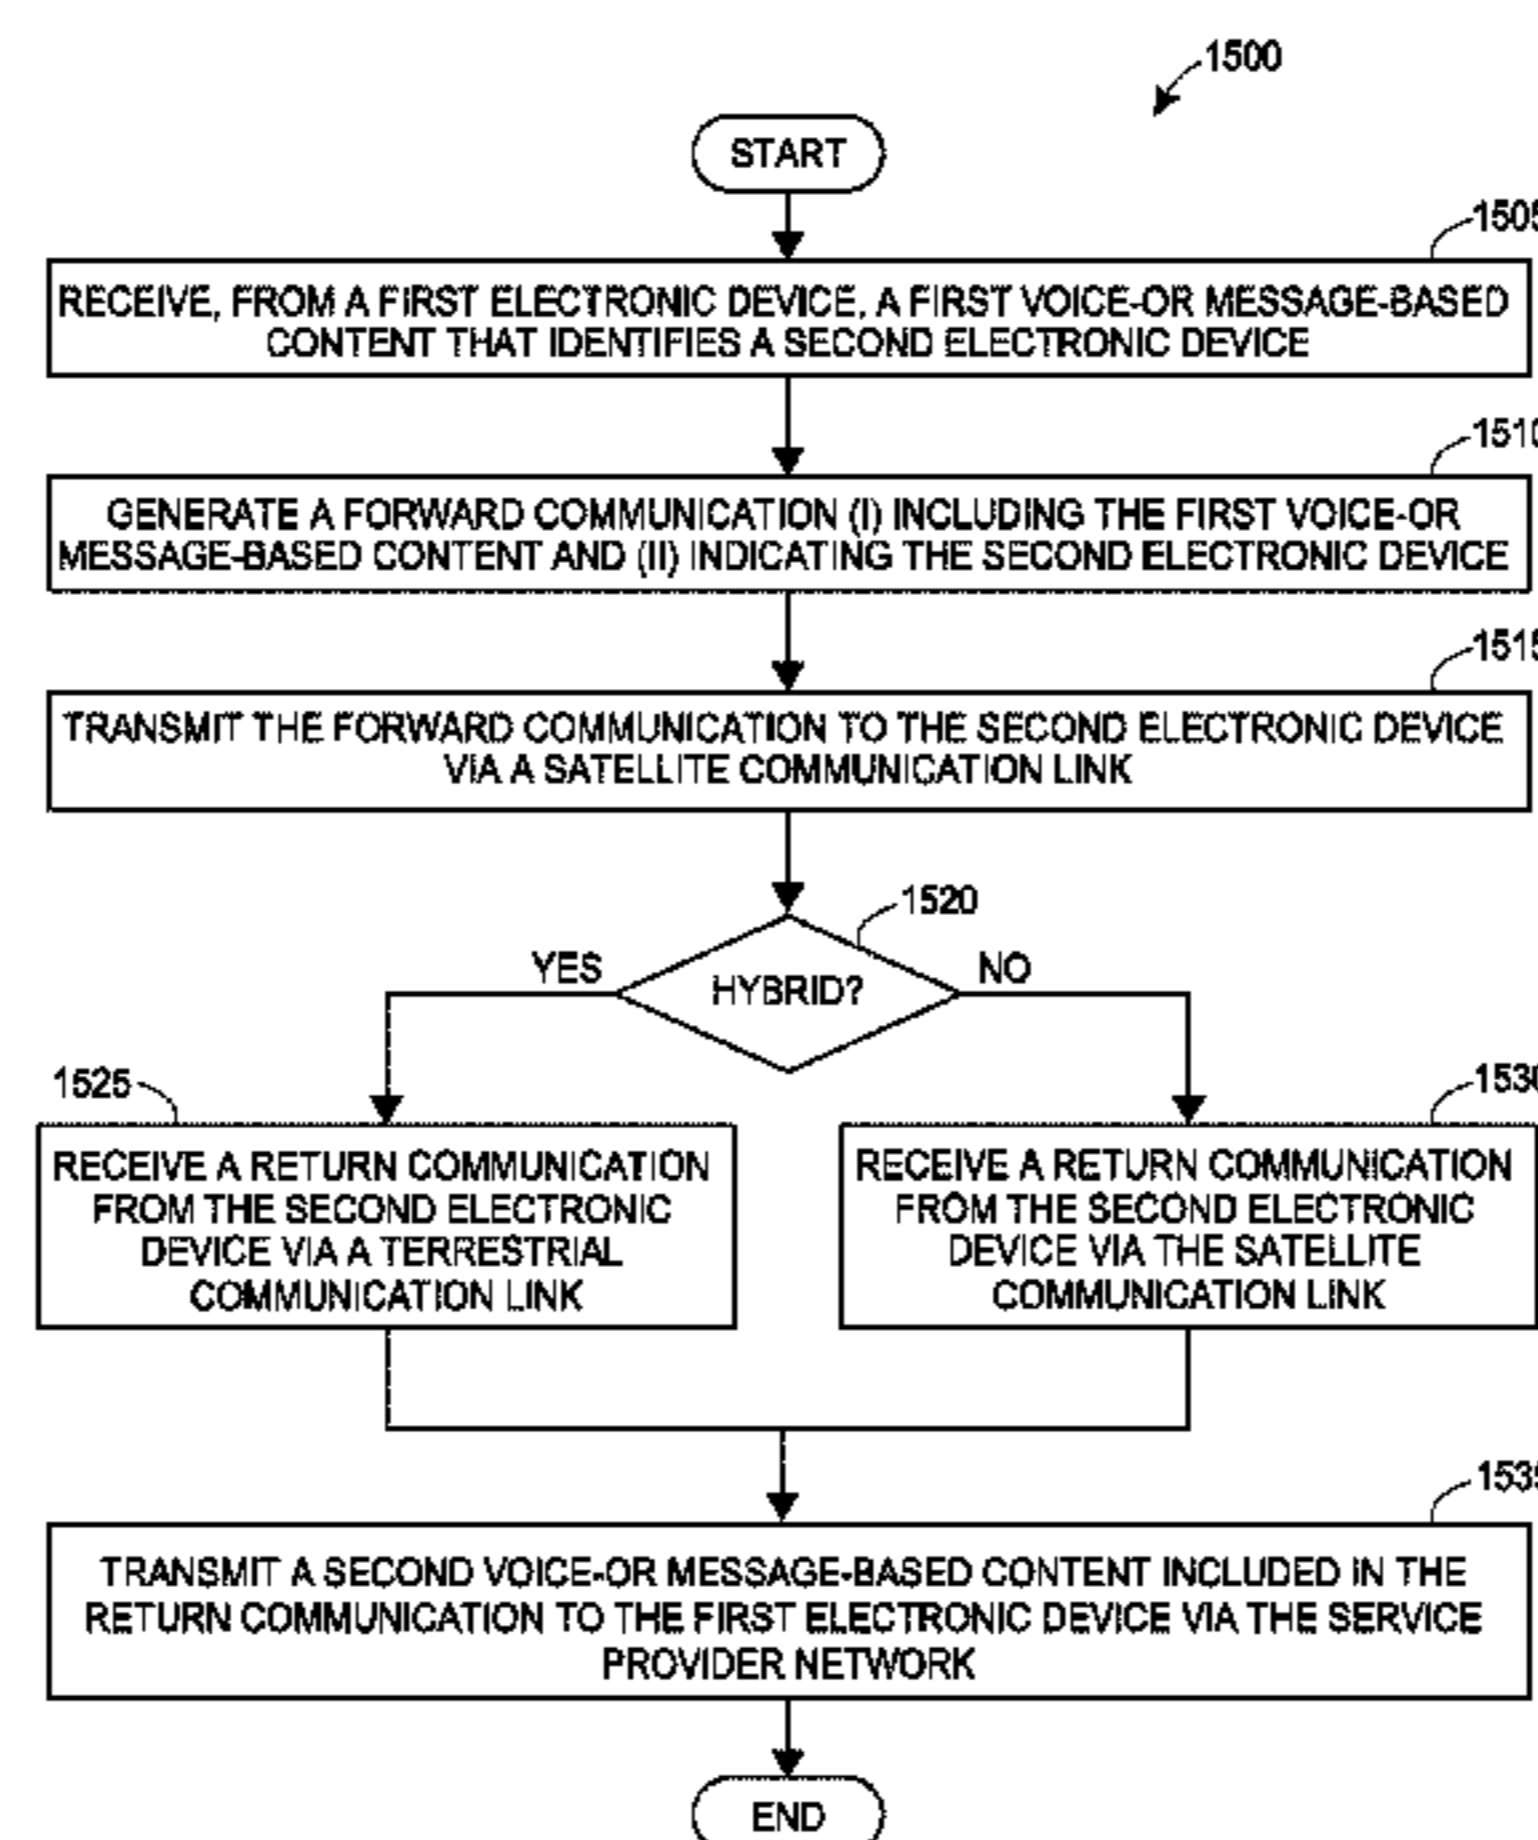 1500
START
1505
RECEIVE, FROM A FIRST ELECTRONIC DEVICE, A FIRST VOICE-OR MESSAGE-BASED
CONTENT THAT IDENTIFIES A SECOND ELECTRONIC DEVICE
1510
GENERATE A FORWARD COMMUNICATION (I) INCLUDING THE FIRST VOICE-OR
MESSAGE-BASED CONTENT AND (II) INDICATING THE SECOND ELECTRONIC DEVICE
1515
TRANSMIT THE FORWARD COMMUNICATION TO THE SECOND ELECTRONIC DEVICE
VIA A SATELLITE COMMUNICATION LINK
1520
YES
HYBRID?
NO
1525
RECEIVE A RETURN COMMUNICATION
FROM THE SECOND ELECTRONIC
DEVICE VIA A TERRESTRIAL
COMMUNICATION LINK
1530
RECEIVE A RETURN COMMUNICATION
FROM THE SECOND ELECTRONIC
DEVICE VIA THE SATELLITE
COMMUNICATION LINK
1535
TRANSMIT A SECOND VOICE-OR MESSAGE-BASED CONTENT INCLUDED IN THE
RETURN COMMUNICATION TO THE FIRST ELECTRONIC DEVICE VIA THE SERVICE
PROVIDER NETWORK
END